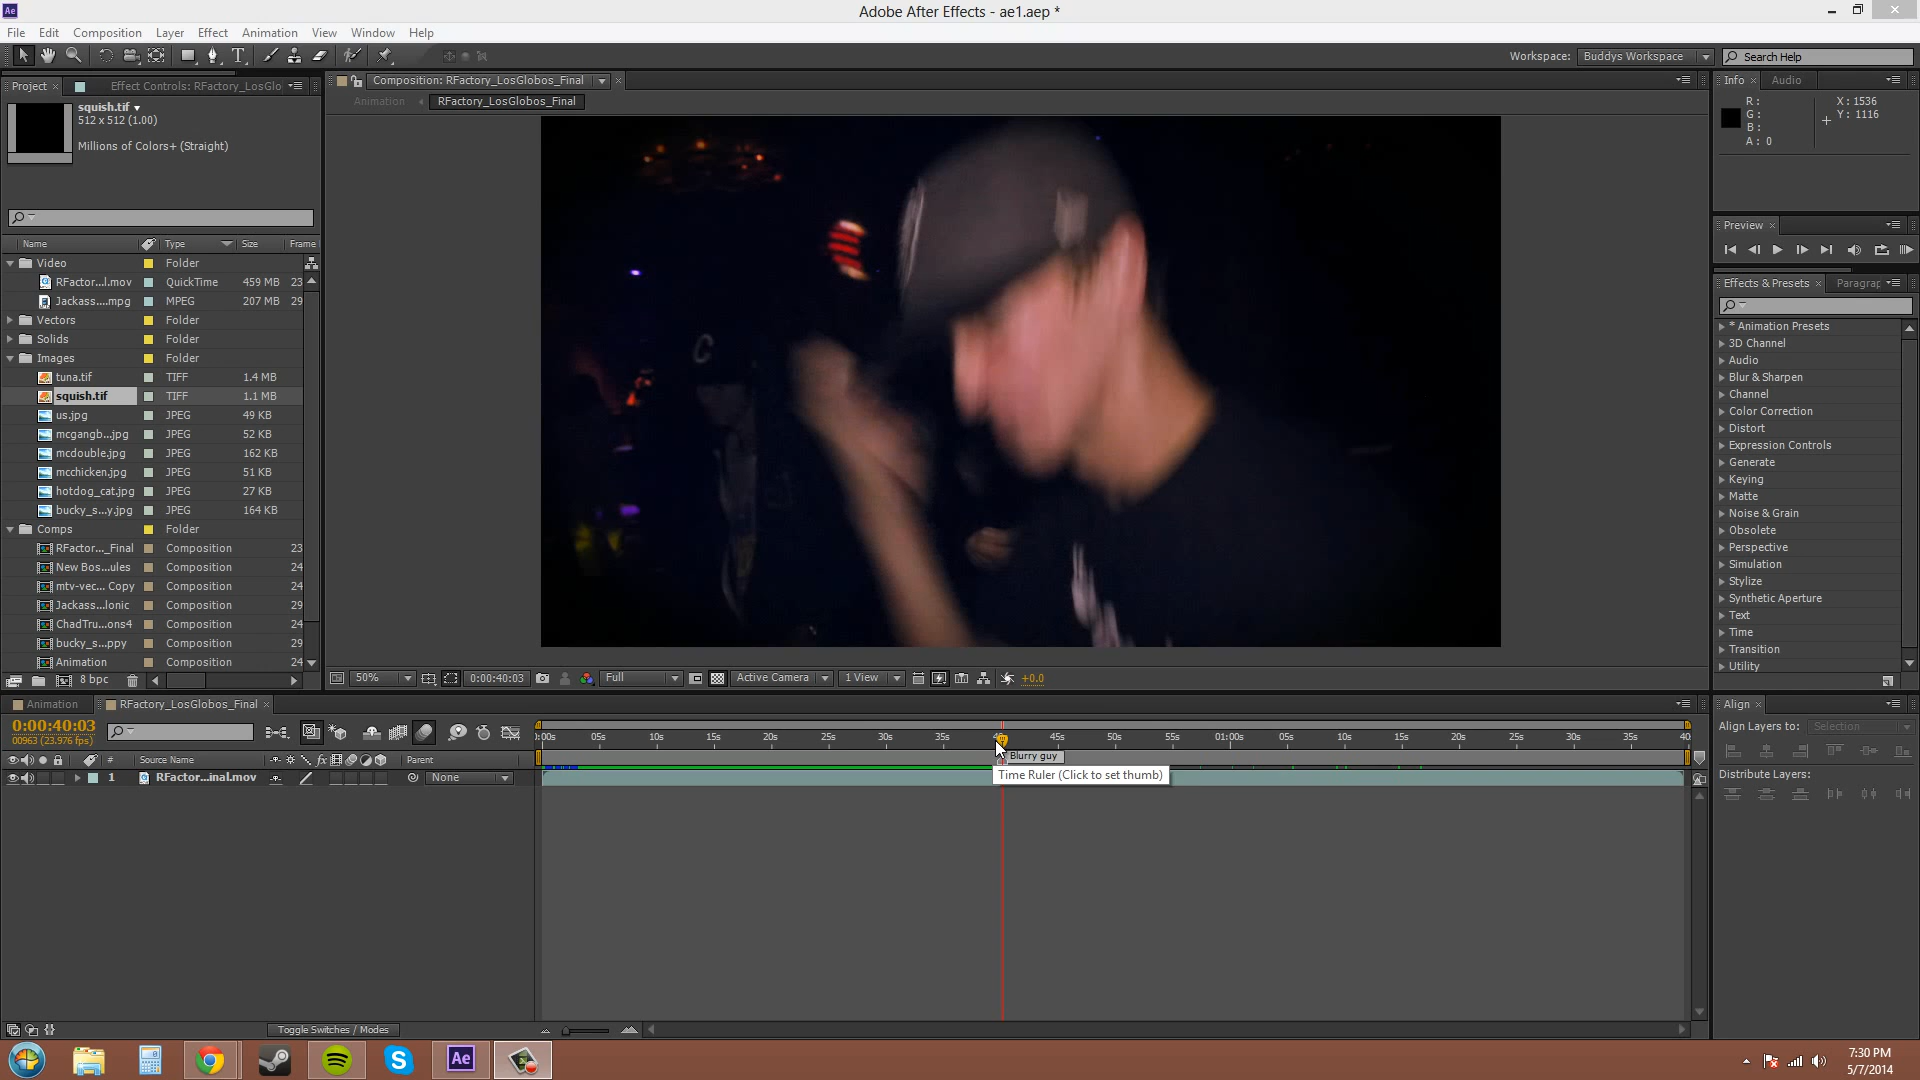 Adobe After Effects - ae1.aep *
File Edit Composition Layer Effect Animation View Window Help
Workspace: Buddys Workspace Search Help
Project Effect Controls: RFactory_LosGlo
squish.tif
512 x 512 (1.00)
Millions of Colors+ (Straight)
Name Type Size Frame
Video Folder
RFactor...l.mov QuickTime 459 MB 23
Jackass....mpg MPEG 207 MB 29
Vectors Folder
Solids Folder
Images Folder
tuna.tif TIFF 1.4 MB
squish.tif TIFF 1.1 MB
us.jpg JPEG 49 KB
mcgangb...jpg JPEG 52 KB
mcdouble.jpg JPEG 162 KB
mcchicken.jpg JPEG 51 KB
hotdog_cat.jpg JPEG 27 KB
bucky_s...y.jpg JPEG 164 KB
Comps Folder
RFactor..._Final Composition 23
New Bos...ules Composition 24
mtv-vec... Copy Composition 24
Jackass...lonic Composition 29
ChadTru...ons4 Composition 24
bucky_s...ppy Composition 29
Animation Composition 24
8 bpc
Composition: RFactory_LosGlobos_Final
Animation RFactory_LosGlobos_Final
C
50% 0:00:40:03 Full Active Camera 1 View +0.0
Info Audio
R: X: 1536
G: Y: 1116
B:
A: 0
Preview
Effects & Presets Paragrap
* Animation Presets
3D Channel
Audio
Blur & Sharpen
Channel
Color Correction
Distort
Expression Controls
Generate
Keying
Matte
Noise & Grain
Obsolete
Perspective
Simulation
Stylize
Synthetic Aperture
Text
Time
Transition
Utility
Animation RFactory_LosGlobos_Final
0:00:40:03
00963 (23.976 fps)
# Source Name Parent
1 RFactor...inal.mov None
):00s 05s 10s 15s 20s 25s 30s 35s 45s 50s 55s 01:00s 05s 10s 15s 20s 25s 30s 35s 40
Blurry guy
Time Ruler (Click to set thumb)
Toggle Switches / Modes
Align
Align Layers to: Selection
Distribute Layers:
Ae
7:30 PM
5/7/2014